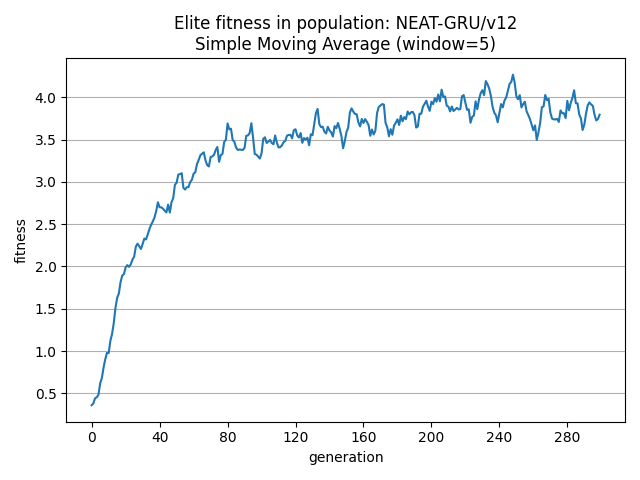 Elite fitness in population: NEAT-GRU/v12
Simple Moving Average (window=5)
fitness
4.0
3.5
3.0
2.5
2.0
1.5
1.0
0.5
0 40 80 120 160 200 240 280
generation